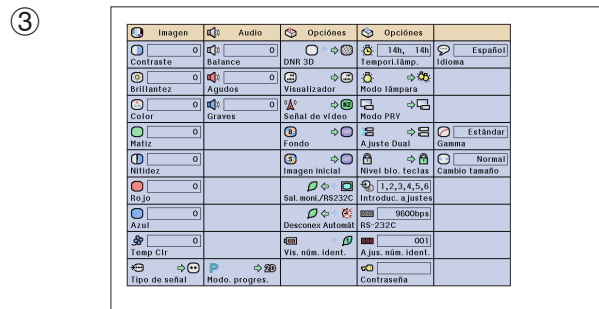 ③
Imagen Audio Opciónes Opciónes
0 0 14h, 14h Español
Contraste Balance DNR 3D Tempori.lámp. Idioma
0 0
Brillantez Agudos Visualizador Modo lámpara
0 0 N2
Color Graves Señal de vídeo Modo PRY
0 B Estándar
Matiz Fondo Ajuste Dual Gamma
0 S Normal
Nitidez Imagen inicial Nivel blo. teclas Cambio tamaño
0 1,2,3,4,5,6
Rojo Sal. moni./RS232C Introduc. ajustes
0 9600bps
Azul Desconex Automát RS-232C
0 001
Temp Clr Vis. núm. ident. Ajus. núm. ident.
P 2D
Tipo de señal Modo. progres. Contraseña